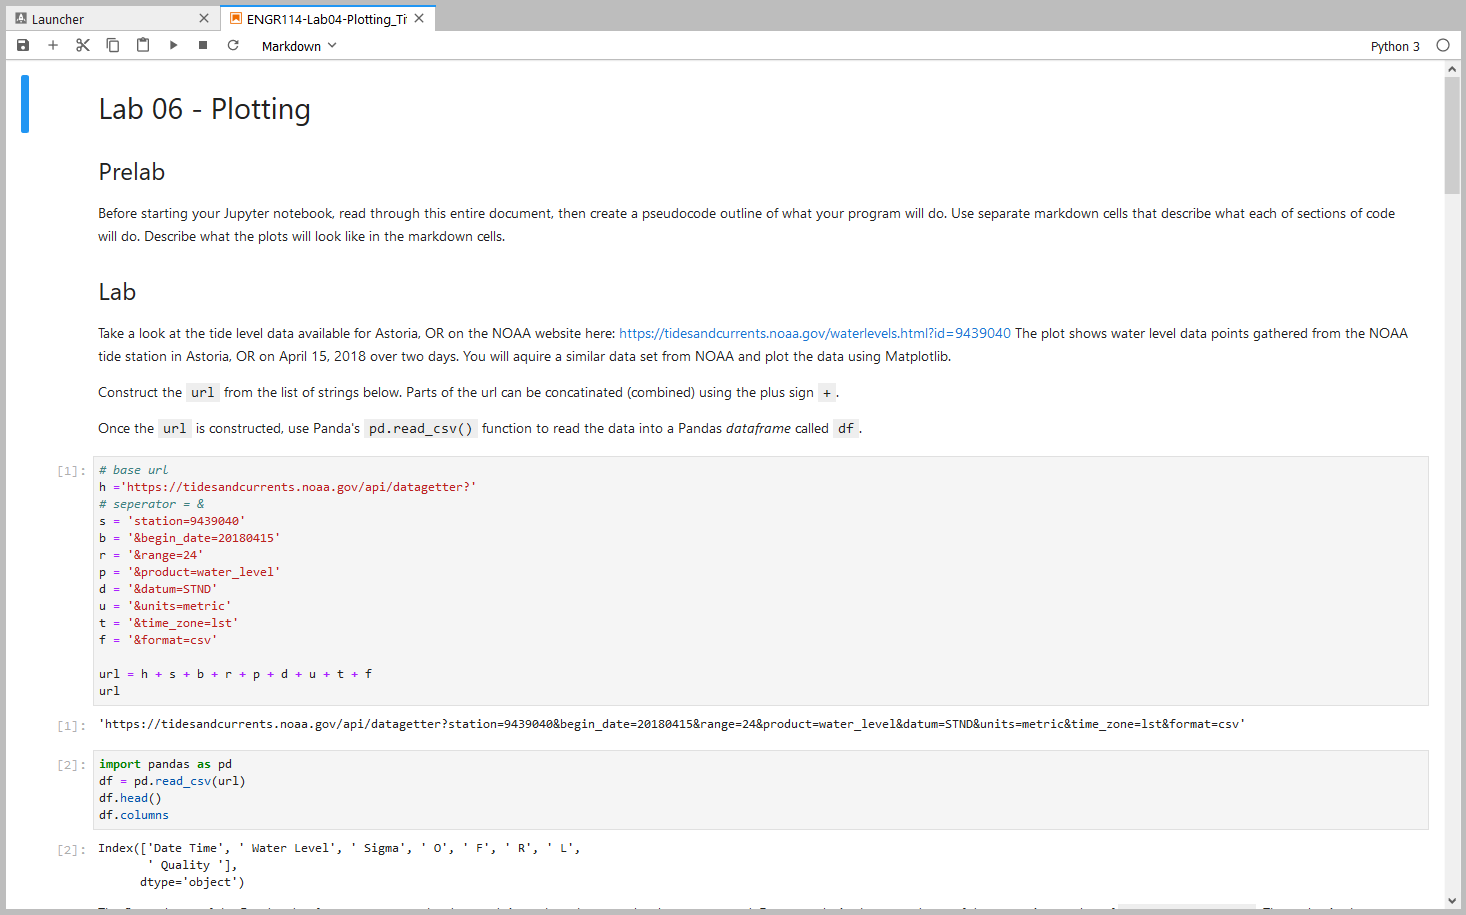 Launcher
ENGR114-Lab04-Plotting_Ti
Markdown
Python 3
Lab 06 - Plotting
Prelab
Before starting your Jupyter notebook, read through this entire document, then create a pseudocode outline of what your program will do. Use separate markdown cells that describe what each of sections of code
will do. Describe what the plots will look like in the markdown cells.
Lab
Take a look at the tide level data available for Astoria, OR on the NOAA website here: https://tidesandcurrents.noaa.gov/waterlevels.html?id=9439040 The plot shows water level data points gathered from the NOAA
tide station in Astoria, OR on April 15, 2018 over two days. You will aquire a similar data set from NOAA and plot the data using Matplotlib.
Construct the url from the list of strings below. Parts of the url can be concatinated (combined) using the plus sign + .
Once the url is constructed, use Panda's pd.read_csv() function to read the data into a Pandas dataframe called df .
[1]: # base url
h ='https://tidesandcurrents.noaa.gov/api/datagetter?'
# seperator = &
s = 'station=9439040'
b = '&begin_date=20180415'
r = '&range=24'
p = '&product=water_level'
d = '&datum=STND'
u = '&units=metric'
t = '&time_zone=lst'
f = '&format=csv'
url = h + s + b + r + p + d + u + t + f
url
[1]: 'https://tidesandcurrents.noaa.gov/api/datagetter?station=9439040&begin_date=20180415&range=24&product=water_level&datum=STND&units=metric&time_zone=lst&format=csv'
[2]: import pandas as pd
df = pd.read_csv(url)
df.head()
df.columns
[2]: Index(['Date Time', ' Water Level', ' Sigma', ' O', ' F', ' R', ' L',
' Quality '],
dtype='object')